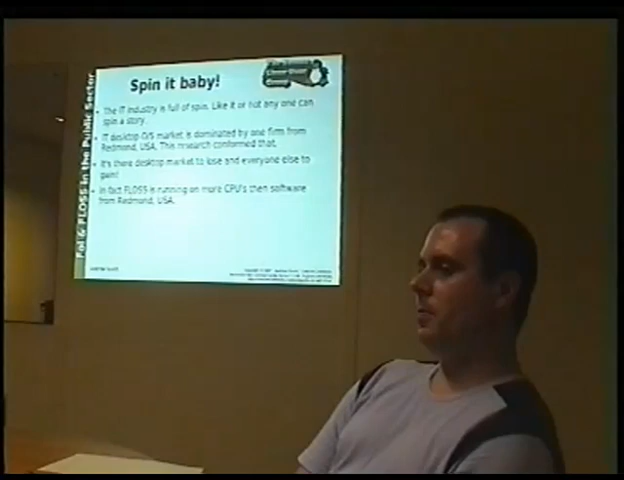 Spin it baby!
The IT industry is full of spin. Like it or not any one can
spin a story.
IT desktop O/S market is dominated by one firm from
Redmond, USA. This research conformed that.
It's there desktop market to lose and everyone else to
gain!
In fact FLOSS is running on more CPU's then software
from Redmond, USA.
FoI & FLOSS in the Public Sector